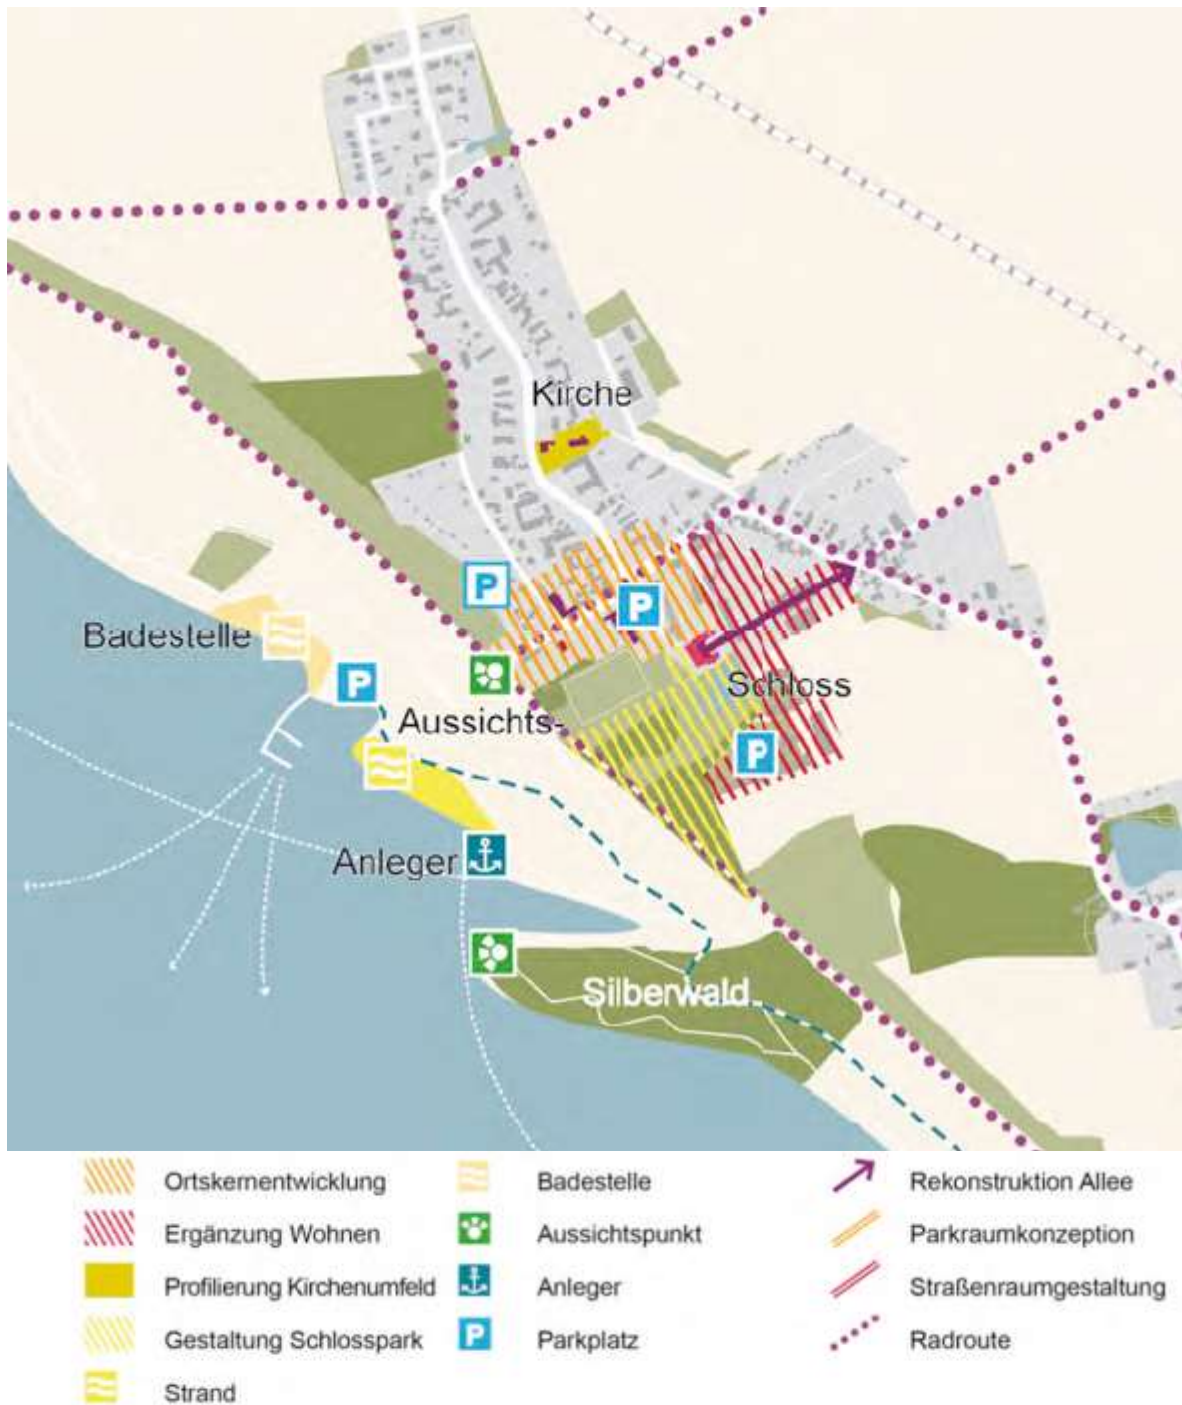 Kirche
P
P
Badestelle
P
Schloss
Aussichts-
P
Anleger
Silberwald
Ortskernentwicklung
Badestelle
Rekonstruktion Allee
Ergänzung Wohnen
Aussichtspunkt
Parkraumkonzeption
Profilierung Kirchenumfeld
Anleger
Straßenraumgestaltung
Gestaltung Schlosspark
P
Parkplatz
Radroute
Strand